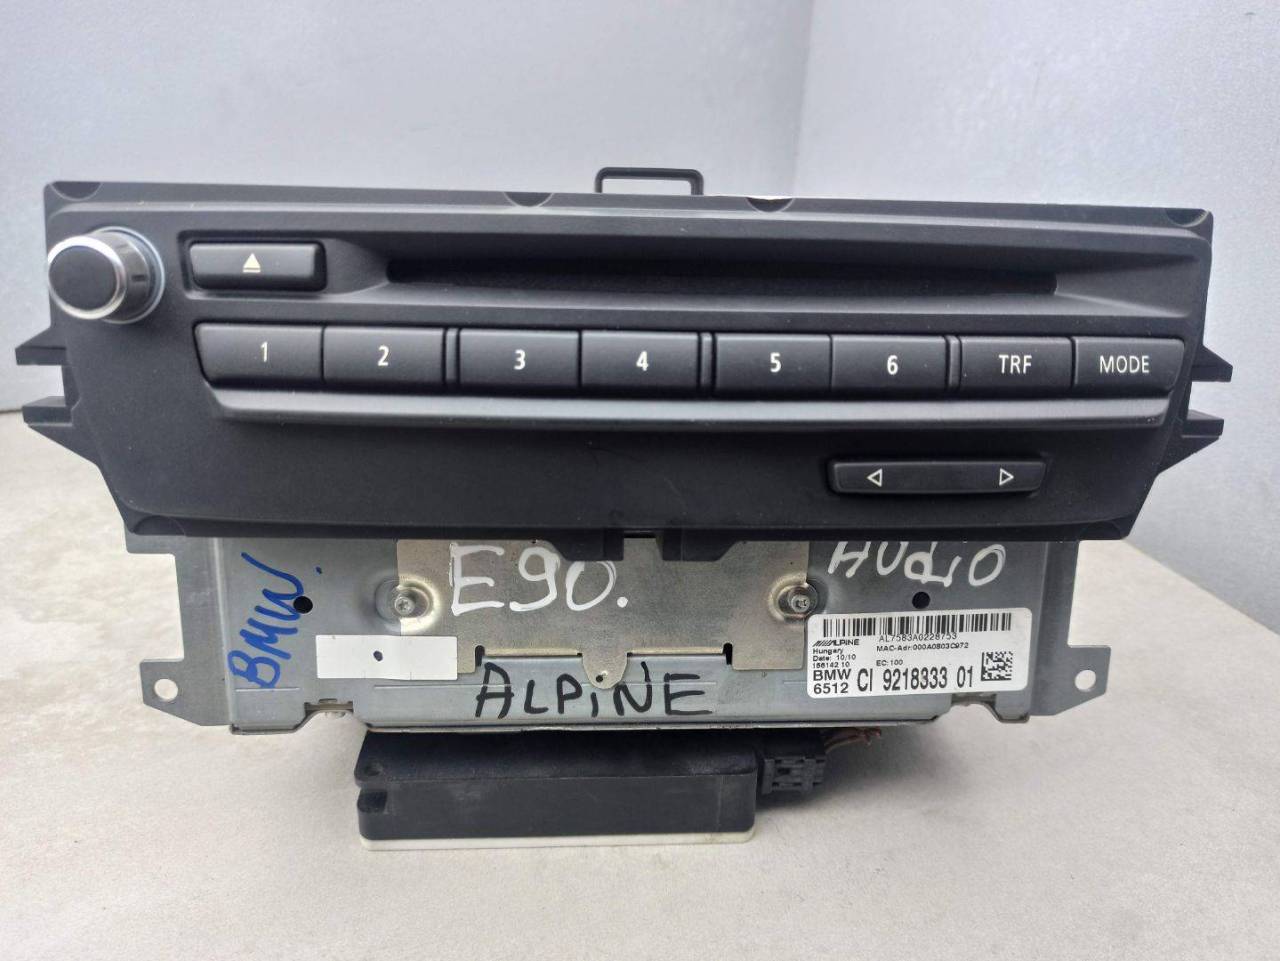 1 2 3 4 5 6 TRF MODE
BMW.
E90.
AUDIO
ALPINE
ALPINE
Hungary
Date: 10/10
AL7583A0228753
MAC-Adr:000A0803C972
EC:100
BMW
6512 CI 9218333 01